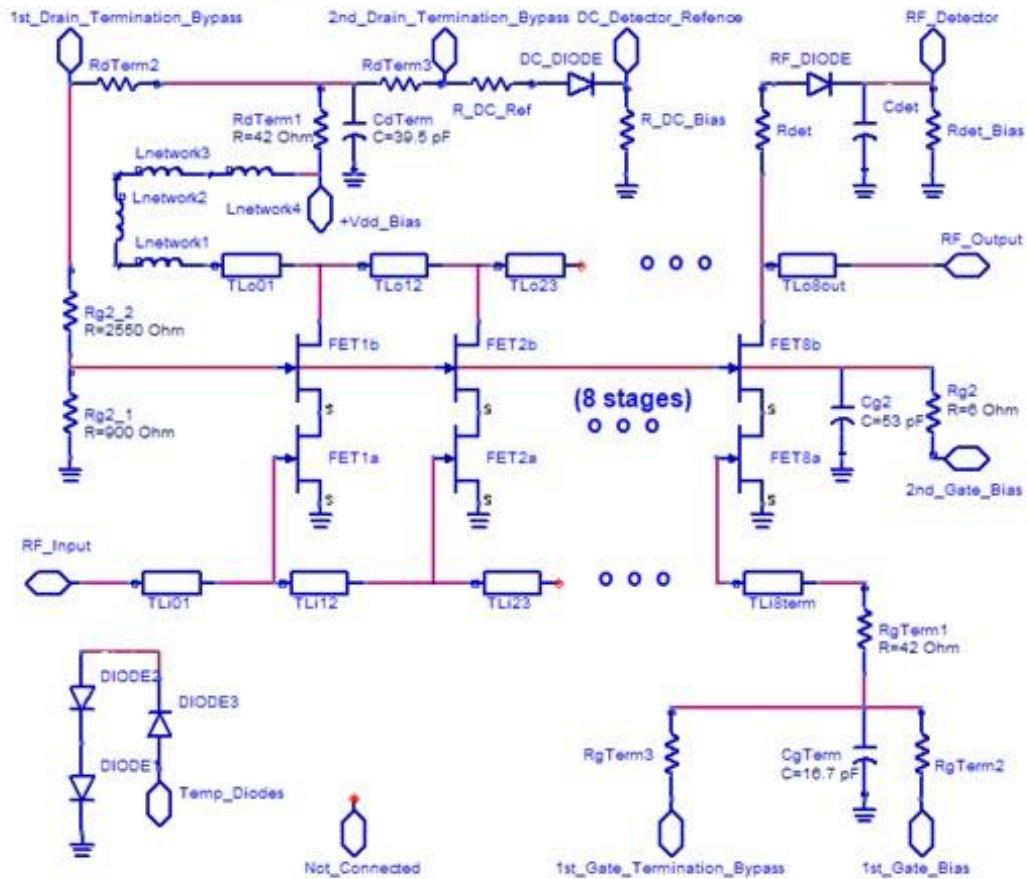 1st_Drain_Termination_Bypass
2nd_Drain_Termination_Bypass
DC_Detector_Refence
RF_Detector
RdTerm2
RdTerm3
R_DC_Ref
DC_DIODE
RF_DIODE
RdTerm1
R=42 Ohm
CdTerm
C=39.5 pF
R_DC_Bias
Rdet
Cdet
Rdet_Bias
Lnetwork3
Lnetwork2
Lnetwork4
+Vdd_Bias
Lnetwork1
RF_Output
TLo01
TLo12
TLo23
TLo8out
Rg2_2
R=2550 Ohm
FET1b
FET2b
FET8b
Rg2_1
R=900 Ohm
S
S
S
(8 stages)
Cg2
C=53 pF
Rg2
R=6 Ohm
FET1a
FET2a
FET8a
2nd_Gate_Bias
S
S
S
RF_Input
TLi01
TLi12
TLi23
TLi8term
RgTerm1
R=42 Ohm
DIODE2
DIODE3
DIODE1
Temp_Diodes
RgTerm3
CgTerm
C=16.7 pF
RgTerm2
Not_Connected
1st_Gate_Termination_Bypass
1st_Gate_Bias